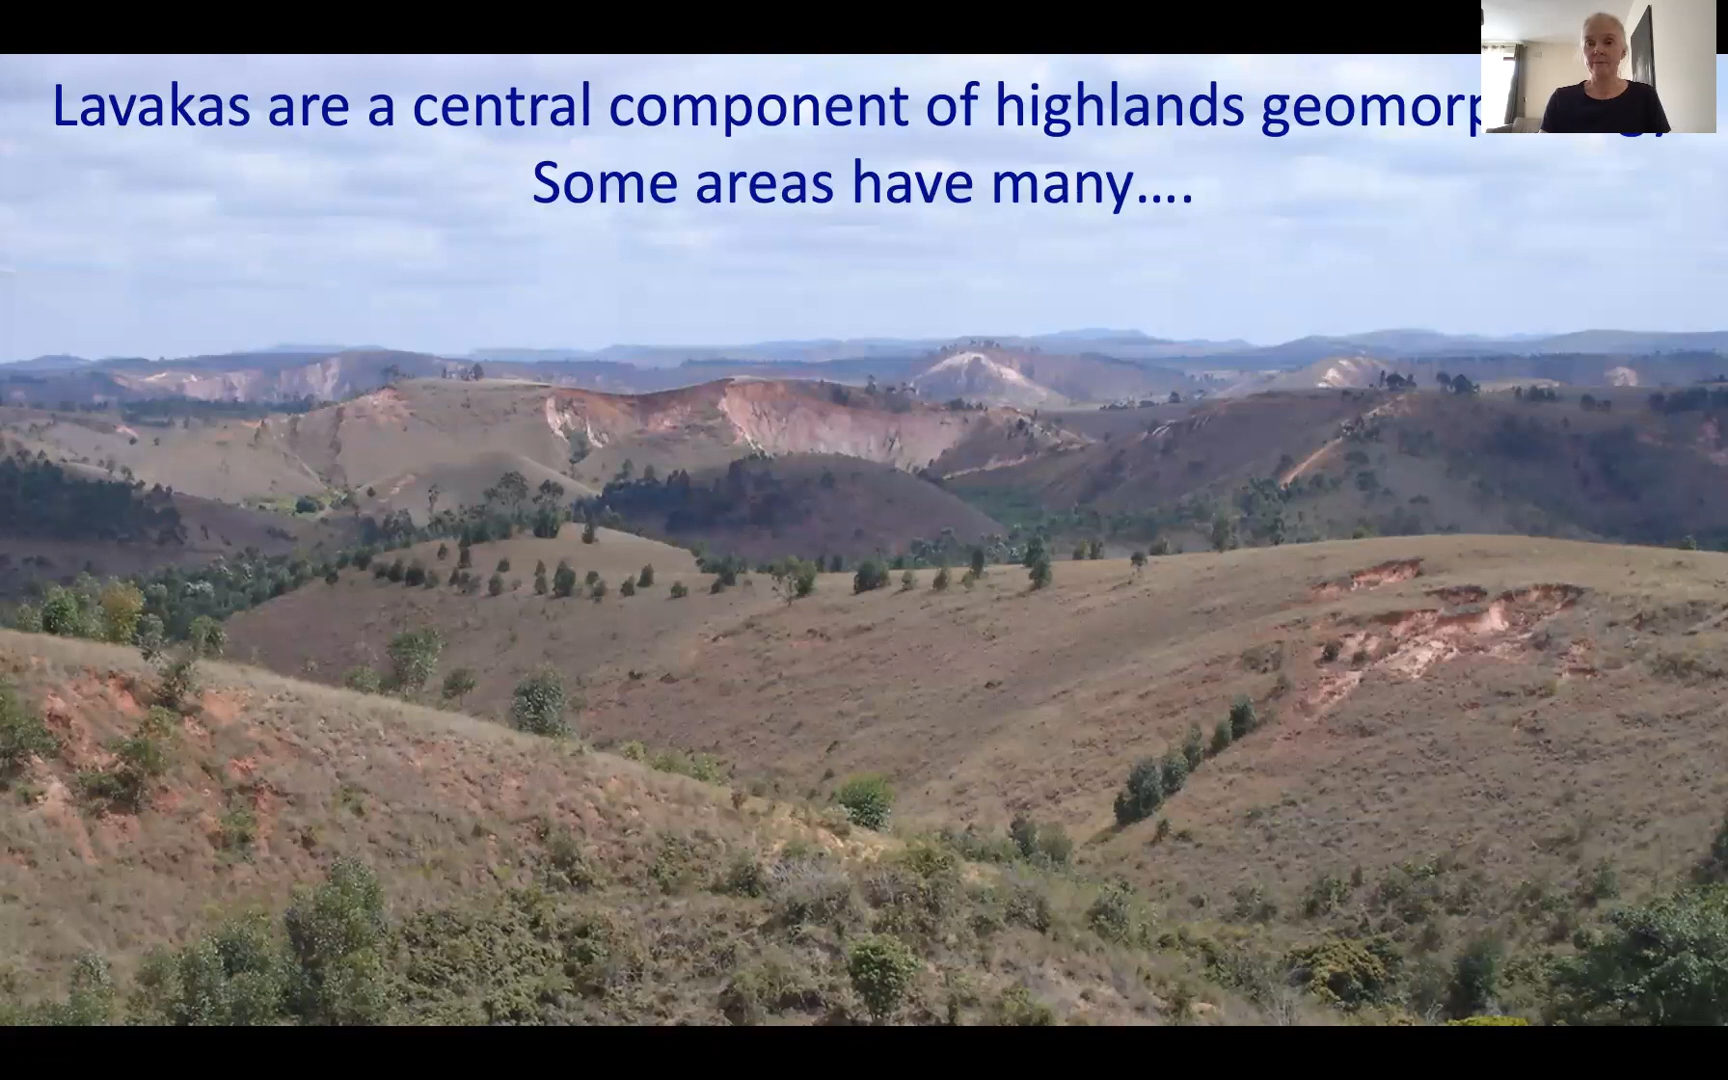 Lavakas are a central component of highlands
Some areas have many....